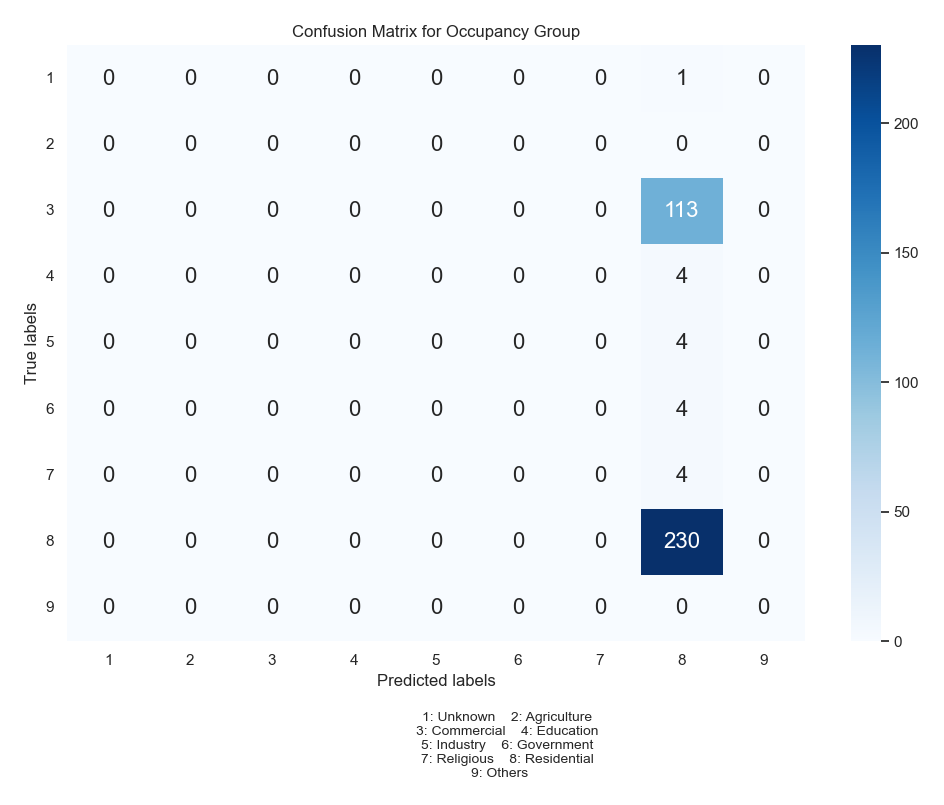 Confusion Matrix for Occupancy Group
1 0 0 0 0 0 0 0 1 0
2 0 0 0 0 0 0 0 0 0
3 0 0 0 0 0 0 0 113 0
4 0 0 0 0 0 0 0 4 0
5 0 0 0 0 0 0 0 4 0
6 0 0 0 0 0 0 0 4 0
7 0 0 0 0 0 0 0 4 0
8 0 0 0 0 0 0 0 230 0
9 0 0 0 0 0 0 0 0 0
True labels
1 2 3 4 5 6 7 8 9
Predicted labels
200
150
100
50
0
1: Unknown 2: Agriculture
3: Commercial 4: Education
5: Industry 6: Government
7: Religious 8: Residential
9: Others